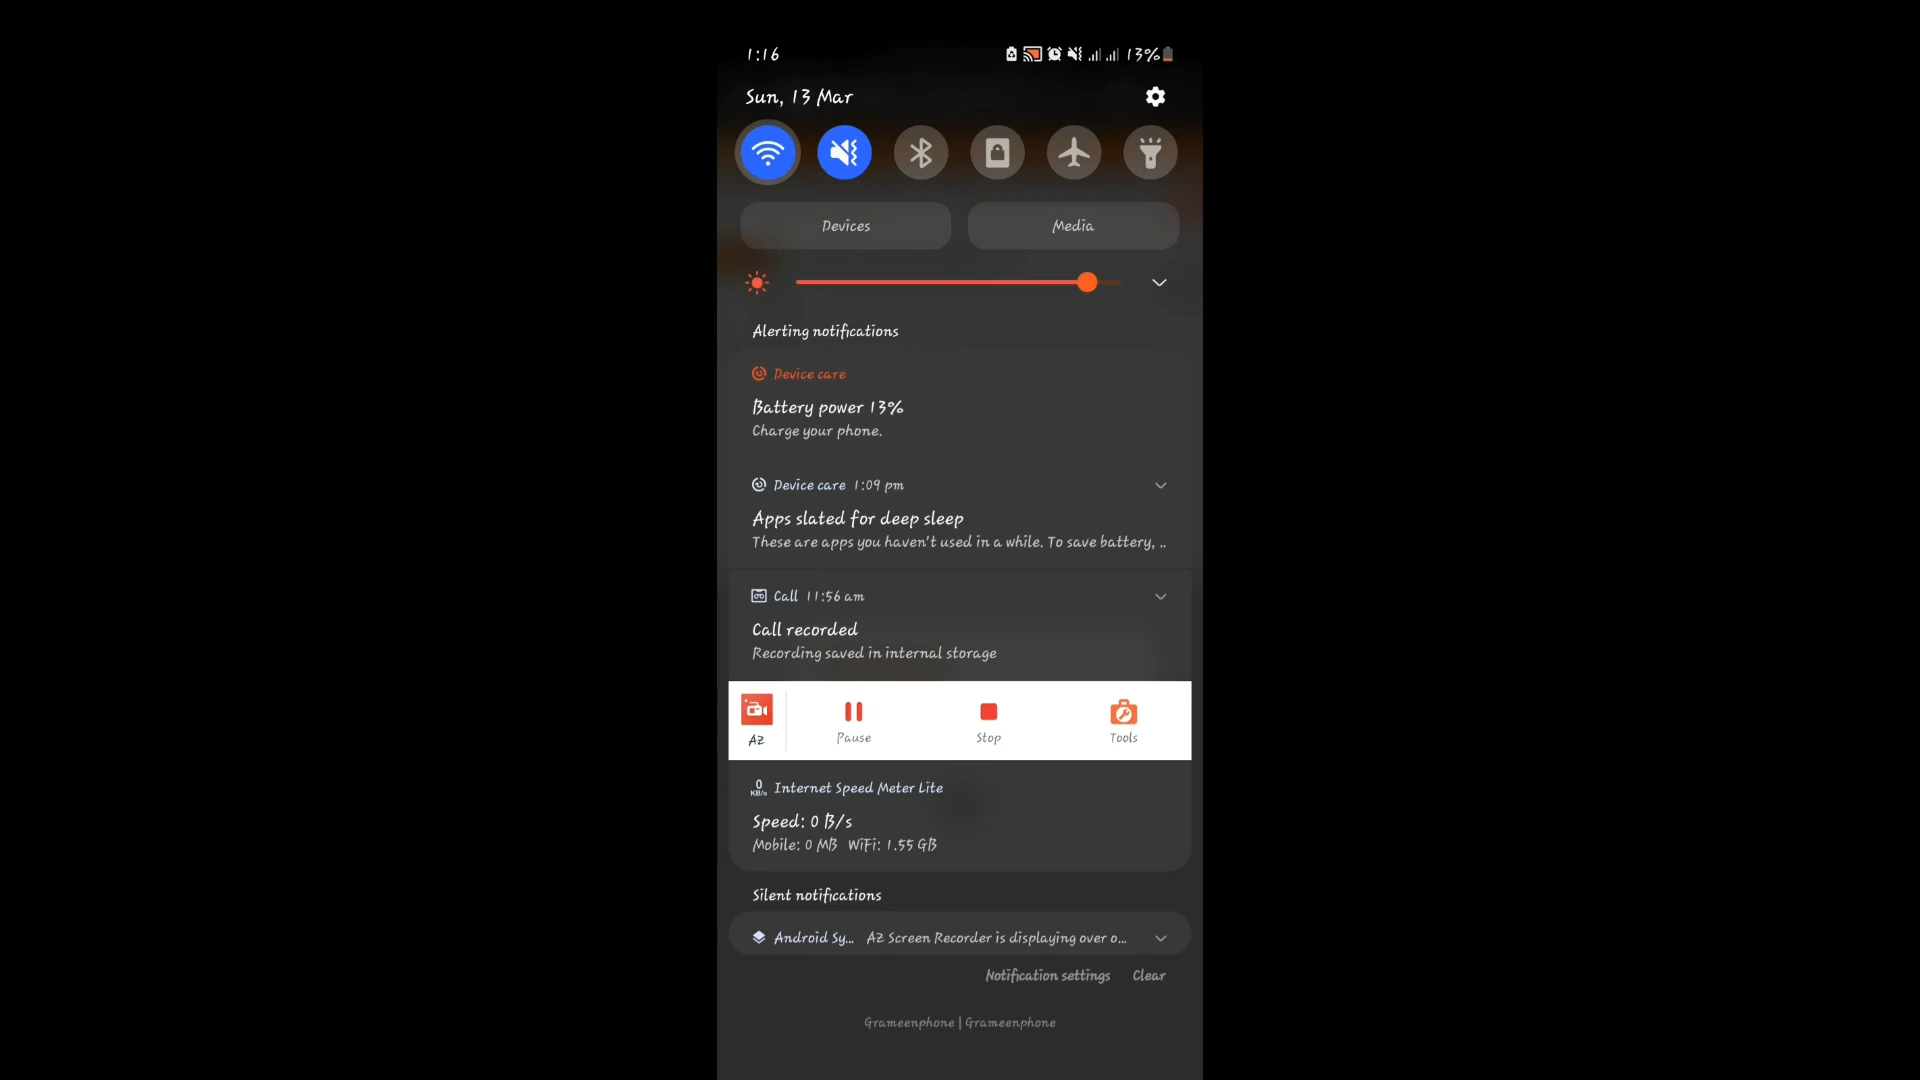 1:16 13%
Sun, 13 Mar
Devices Media
Alerting notifications
Device care
Battery power 13%
Charge your phone.
Device care 1:09 pm
Apps slated for deep sleep
These are apps you haven't used in a while. To save battery, ..
Call 11:56 am
Call recorded
Recording saved in internal storage
AZ Pause Stop Tools
0 KB/s Internet Speed Meter Lite
Speed: 0 B/s
Mobile: 0 MB WiFi: 1.55 GB
Silent notifications
Android Sy... AZ Screen Recorder is displaying over o...
Notification settings Clear
Grameenphone | Grameenphone